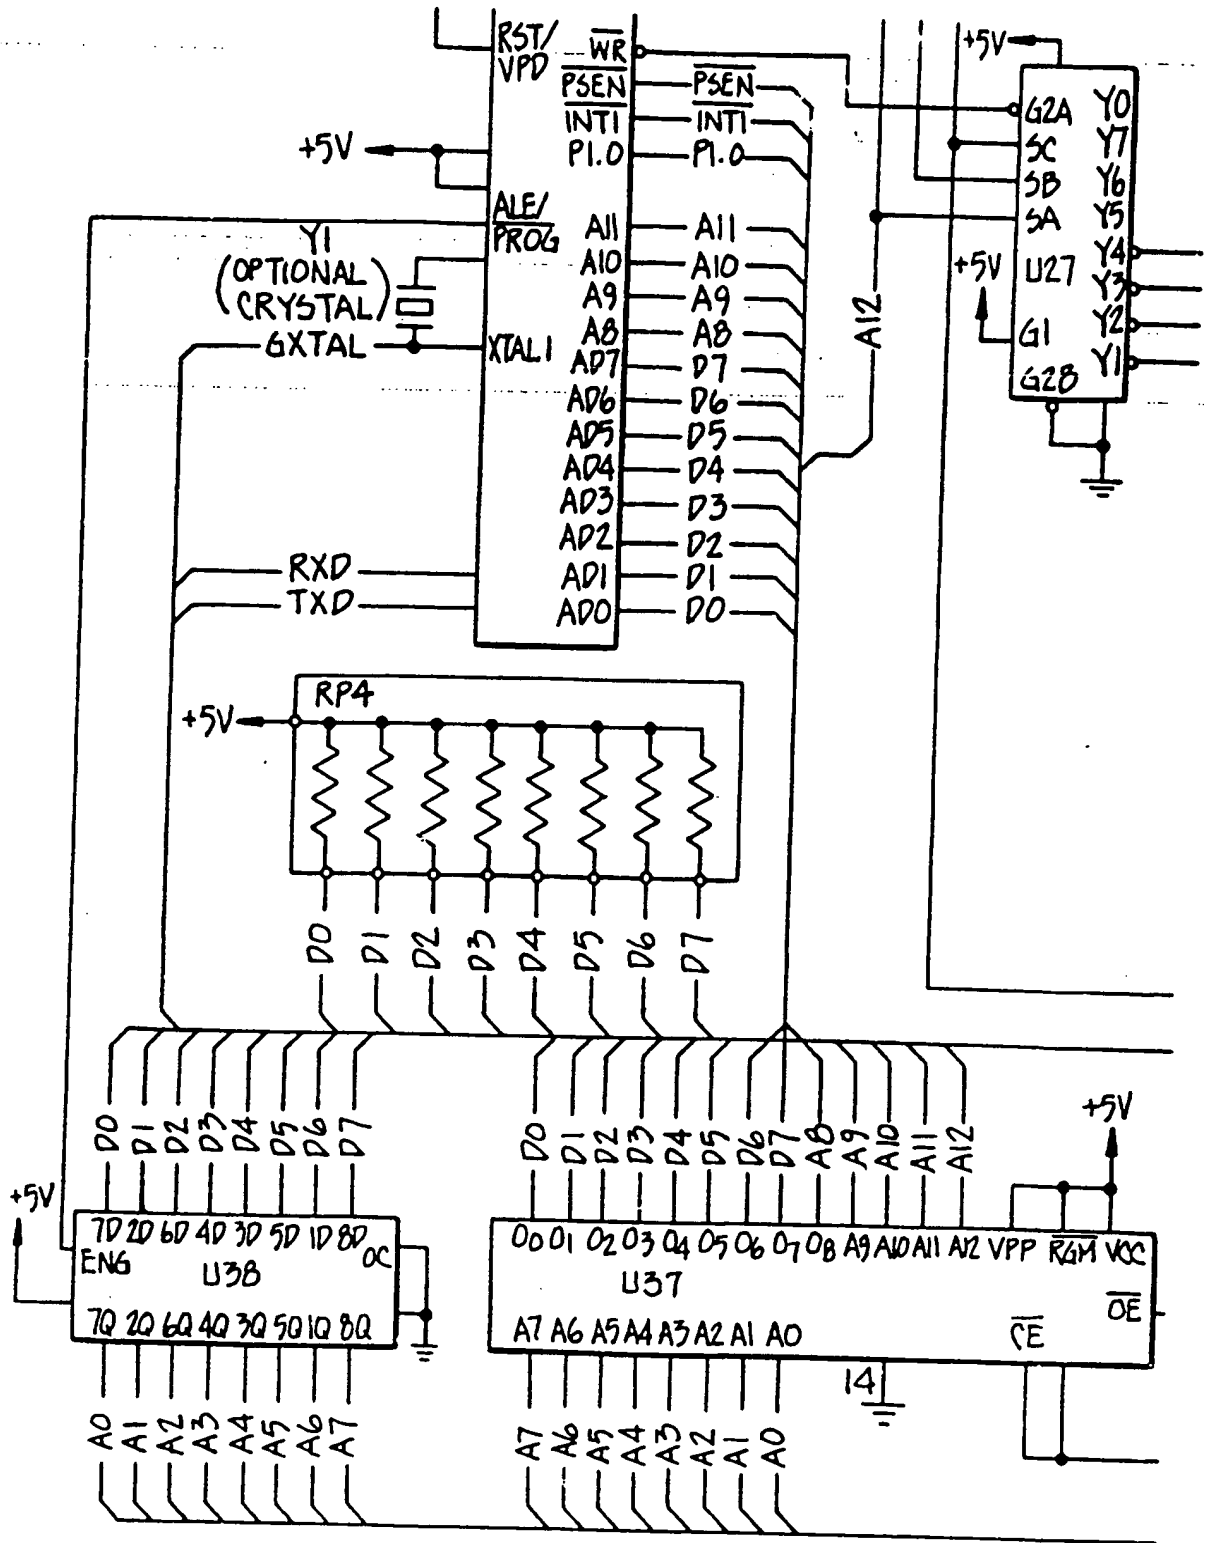 RST/
VPD
WR
PSEN
PSEN
INT1
INT1
P1.0
P1.0
+5V
ALE/
PROG
Y1
(OPTIONAL
CRYSTAL)
GXTAL
XTAL1
A11
A11
A10
A10
A9
A9
A8
A8
AD7
D7
AD6
D6
AD5
D5
AD4
D4
AD3
D3
AD2
D2
AD1
D1
AD0
D0
RXD
TXD
A12
+5V
G2A
Y0
SC
Y7
SB
Y6
SA
Y5
Y4
+5V
U27
Y3
Y2
G1
Y1
G2B
RP4
+5V
D0 D1 D2 D3 D4 D5 D6 D7
D0 D1 D2 D3 D4 D5 D6 D7
+5V
7D 2D 6D 4D 3D 5D 1D 8D
ENG
OC
U38
7Q 2Q 6Q 4Q 3Q 5Q 1Q 8Q
A0 A1 A2 A3 A4 A5 A6 A7
D0 D1 D2 D3 D4 D5 D6 D7 A8 A9 A10 A11 A12
+5V
O0 O1 O2 O3 O4 O5 O6 O7 O8 A9 A10 A11 A12 VPP RGM VCC
U37
OE
A7 A6 A5 A4 A3 A2 A1 A0
CE
14
A7 A6 A5 A4 A3 A2 A1 A0